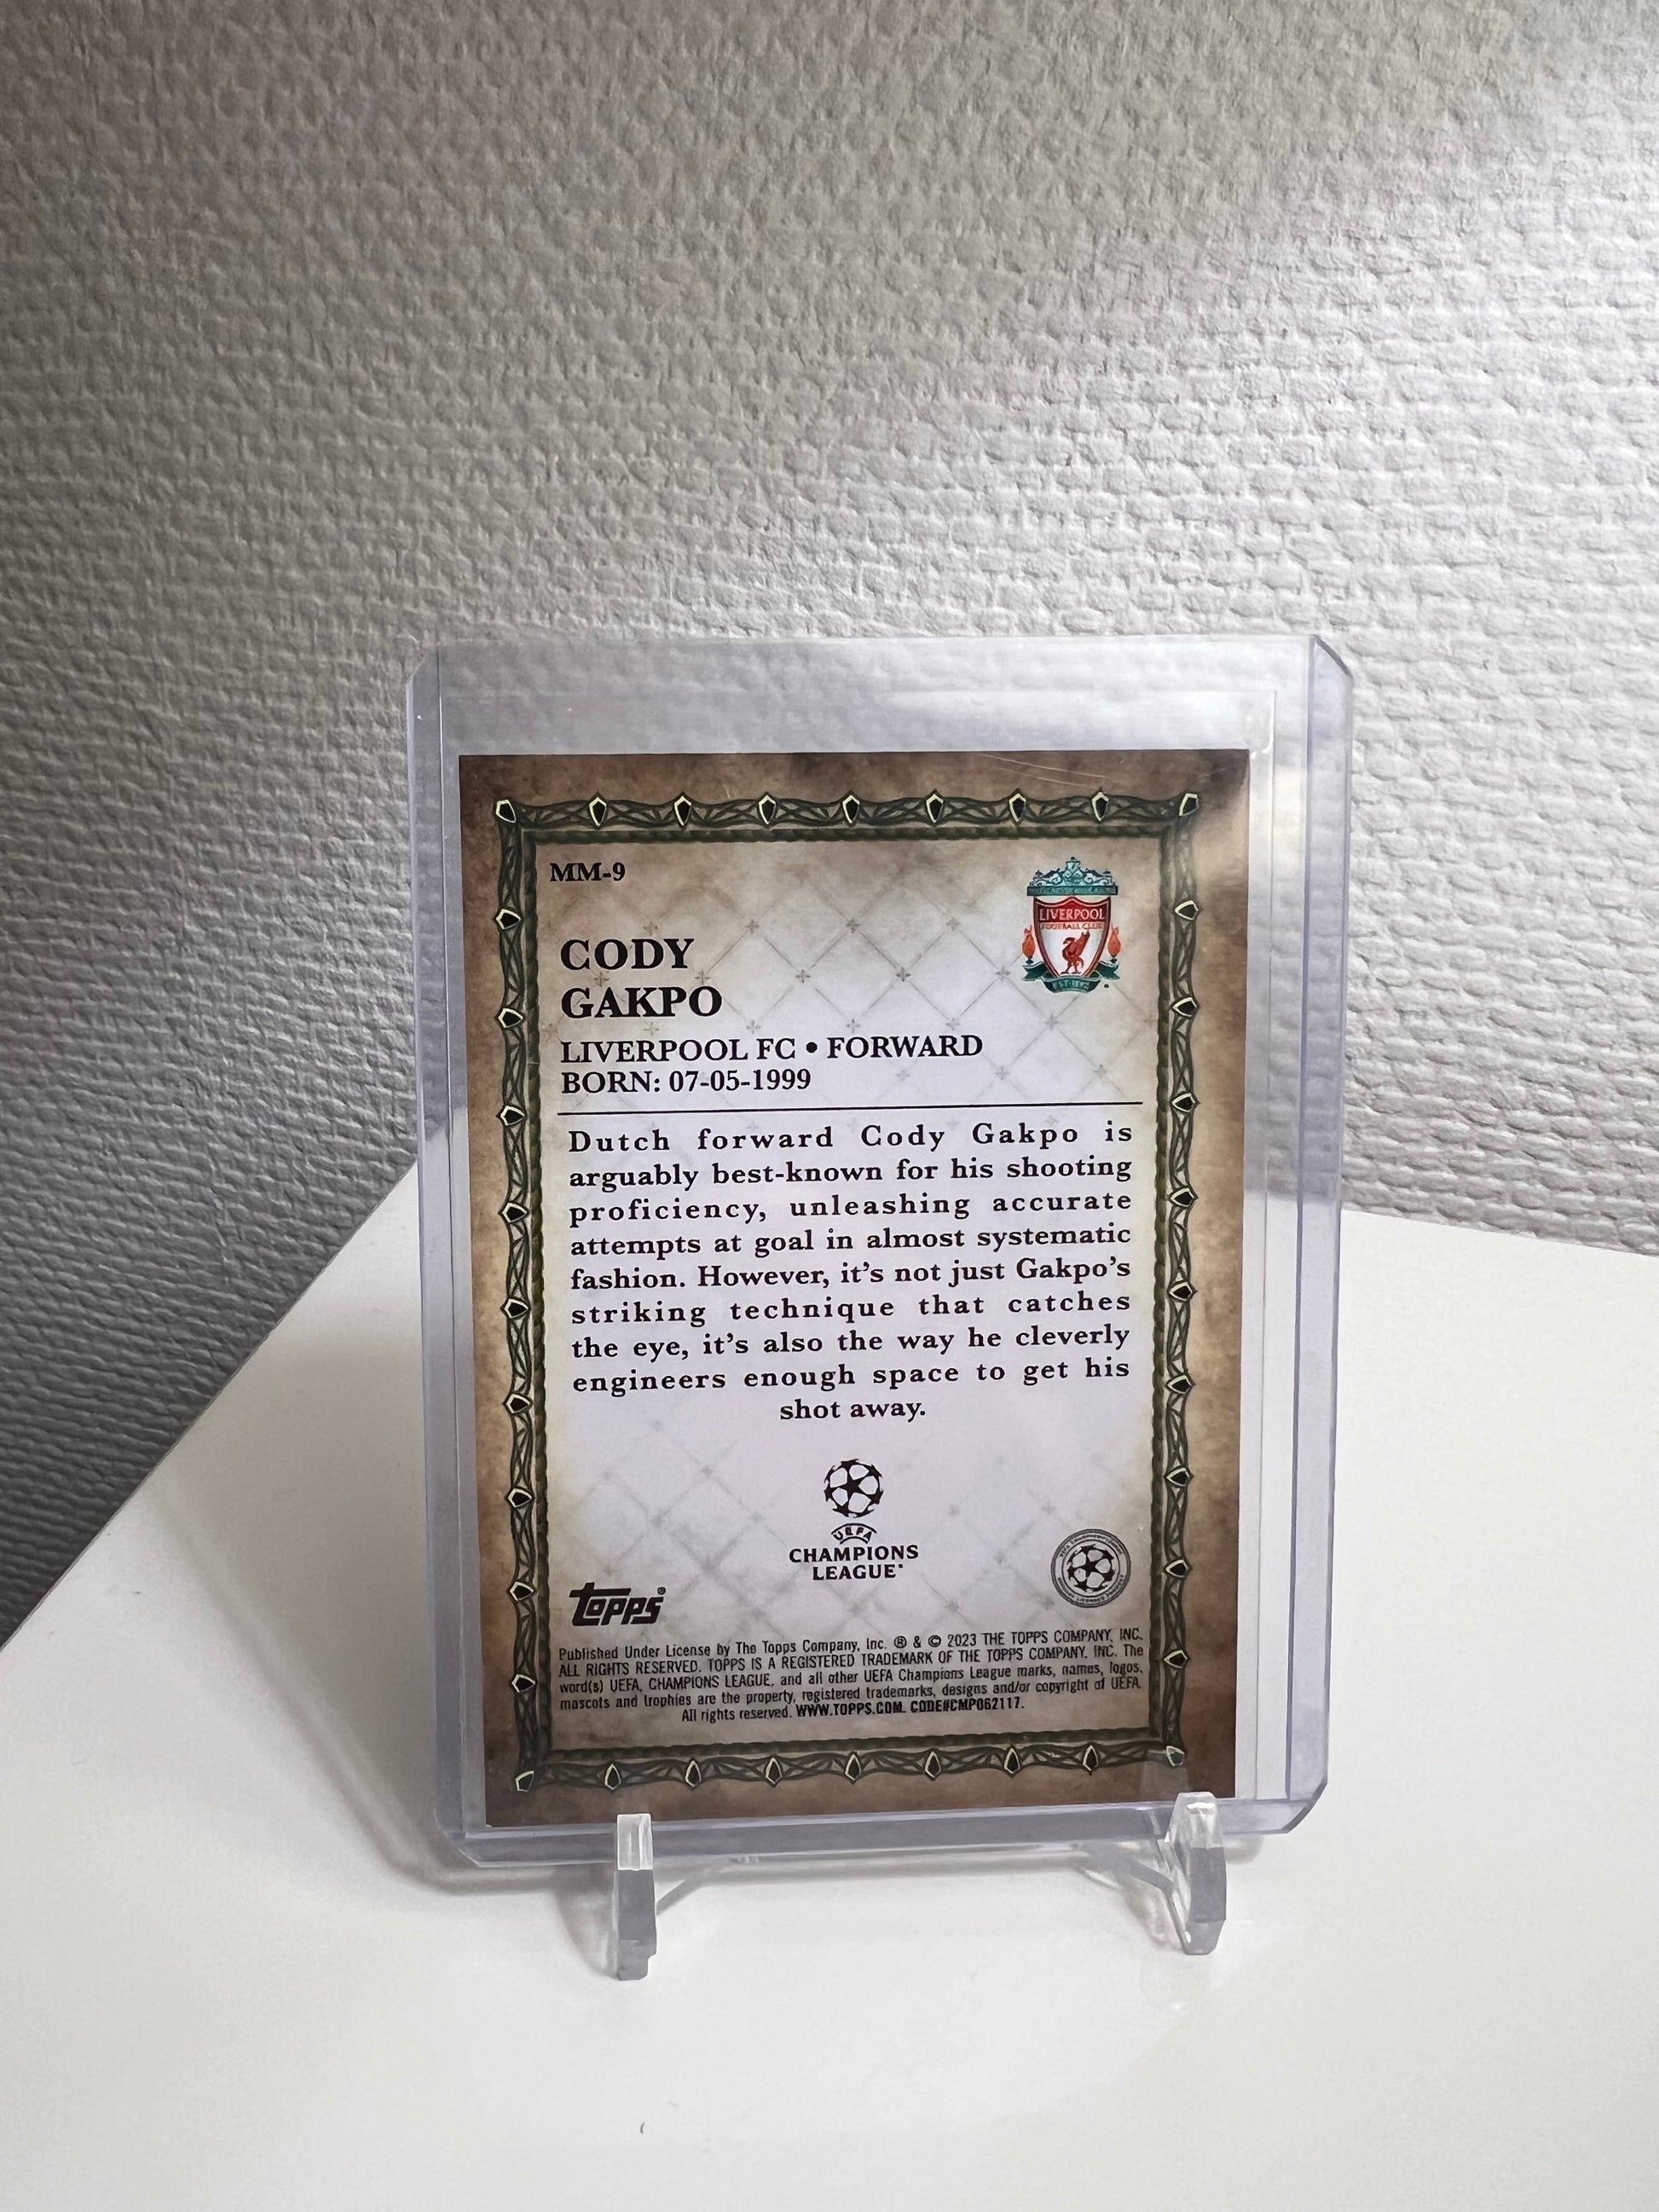 MM-9
LIVERPOOL
FOOTBALL CLUB
CODY
GAKPO
LIVERPOOL FC • FORWARD
BORN: 07-05-1999
Dutch forward Cody Gakpo is
arguably best-known for his shooting
proficiency, unleashing accurate
attempts at goal in almost systematic
fashion. However, it's not just Gakpo's
striking technique that catches
the eye, it's also the way he cleverly
engineers enough space to get his
shot away.
UEFA
CHAMPIONS
LEAGUE
Topps®
Published Under License by The Topps Company, Inc. ® & © 2023 THE TOPPS COMPANY, INC.
ALL RIGHTS RESERVED. TOPPS IS A REGISTERED TRADEMARK OF THE TOPPS COMPANY, INC. The
word(s) UEFA, CHAMPIONS LEAGUE, and all other UEFA Champions League marks, names, logos,
mascots and trophies are the property, registered trademarks, designs and/or copyright of UEFA.
All rights reserved. WWW.TOPPS.COM. CODE#CMP062117.